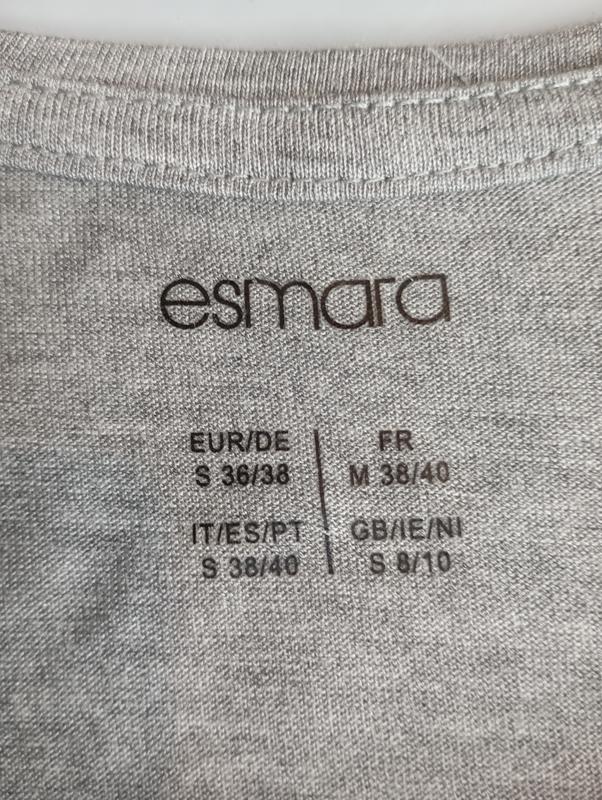 esmara
EUR/DE
S 36/38
FR
M 38/40
IT/ES/PT
S 38/40
GB/IE/NI
S 8/10